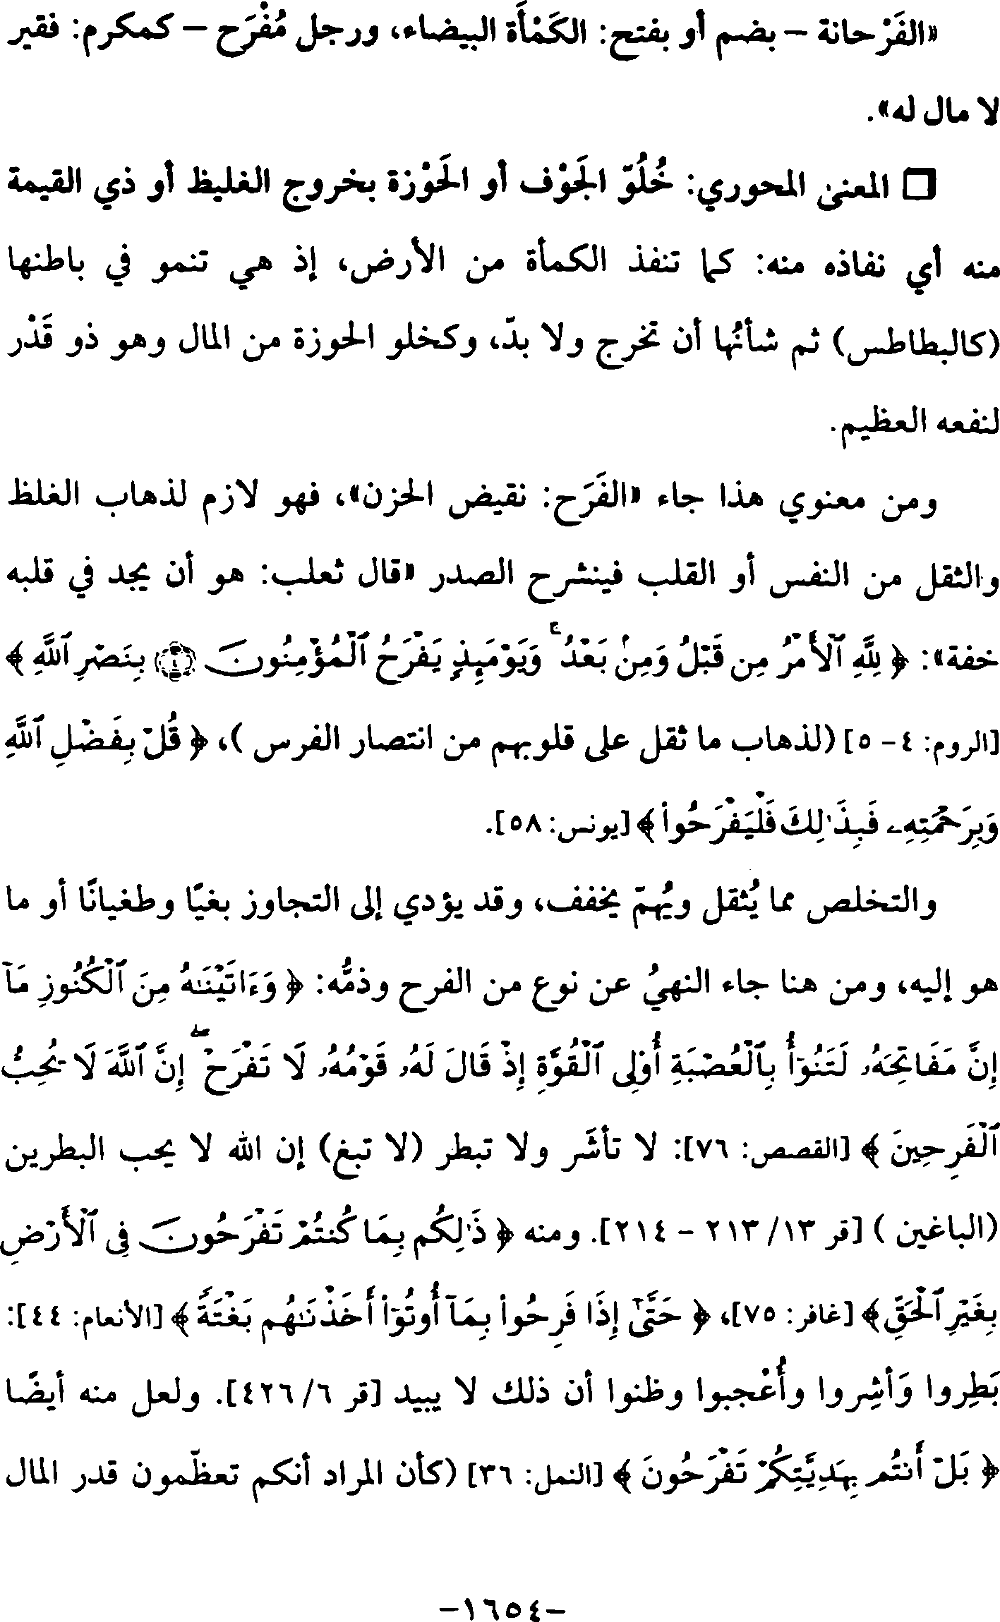 «الفَرْحانة – بضم أو بفتح: الكَمْأَة البيضاء، ورجل مُفْرَح – كمكرم: فقير
لا مال له».
□ المعنى المحوري: خُلُوّ الجَوْف أو الحَوْزة بخروج الغليظ أو ذي القيمة
منه أي نفاذه منه: كما تنفذ الكمأة من الأرض، إذ هي تنمو في باطنها
(كالبطاطس) ثم شأنُها أن تخرج ولا بدّ، وكخلو الحوزة من المال وهو ذو قَدْر
لنفعه العظيم.
ومن معنوي هذا جاء «الفَرَح: نقيض الحزن»، فهو لازم لذهاب الغلظ
والثقل من النفس أو القلب فينشرح الصدر «قال ثعلب: هو أن يجد في قلبه
خفة»: ﴿ لِلَّهِ ٱلْأَمْرُ مِن قَبْلُ وَمِنۢ بَعْدُ ۚ وَيَوْمَئِذٍ يَفْرَحُ ٱلْمُؤْمِنُونَ ۝٤ بِنَصْرِ ٱللَّهِ ﴾
[الروم: ٤ - ٥] (لذهاب ما ثقل على قلوبهم من انتصار الفرس )، ﴿ قُلْ بِفَضْلِ ٱللَّهِ
وَبِرَحْمَتِهِۦ فَبِذَٰلِكَ فَلْيَفْرَحُوا۟ ﴾ [يونس: ٥٨].
والتخلص مما يُثقل ويُهمّ يخفف، وقد يؤدي إلى التجاوز بغيًا وطغيانًا أو ما
هو إليه، ومن هنا جاء النهيُ عن نوع من الفرح وذمُّه: ﴿ وَءَاتَيْنَـٰهُ مِنَ ٱلْكُنُوزِ مَآ
إِنَّ مَفَاتِحَهُۥ لَتَنُوٓأُ بِٱلْعُصْبَةِ أُو۟لِى ٱلْقُوَّةِ إِذْ قَالَ لَهُۥ قَوْمُهُۥ لَا تَفْرَحْ ۖ إِنَّ ٱللَّهَ لَا يُحِبُّ
ٱلْفَرِحِينَ ﴾ [القصص: ٧٦]: لا تأشَر ولا تبطر (لا تبغ) إن الله لا يحب البطرين
(الباغين ) [قر ١٣/ ٢١٣ - ٢١٤]. ومنه ﴿ ذَٰلِكُم بِمَا كُنتُمْ تَفْرَحُونَ فِى ٱلْأَرْضِ
بِغَيْرِ ٱلْحَقِّ﴾ [غافر: ٧٥]، ﴿ حَتَّىٰٓ إِذَا فَرِحُوا۟ بِمَآ أُوتُوٓا۟ أَخَذْنَـٰهُم بَغْتَةً﴾ [الأنعام: ٤٤]:
بَطِروا وَأشِروا وأُعْجبوا وظنوا أن ذلك لا يبيد [قر ٦/ ٤٢٦]. ولعل منه أيضًا
﴿ بَلْ أَنتُم بِهَدِيَّتِكُمْ تَفْرَحُونَ ﴾ [النمل: ٣٦] (كأن المراد أنكم تعظّمون قدر المال
-١٦٥٤-